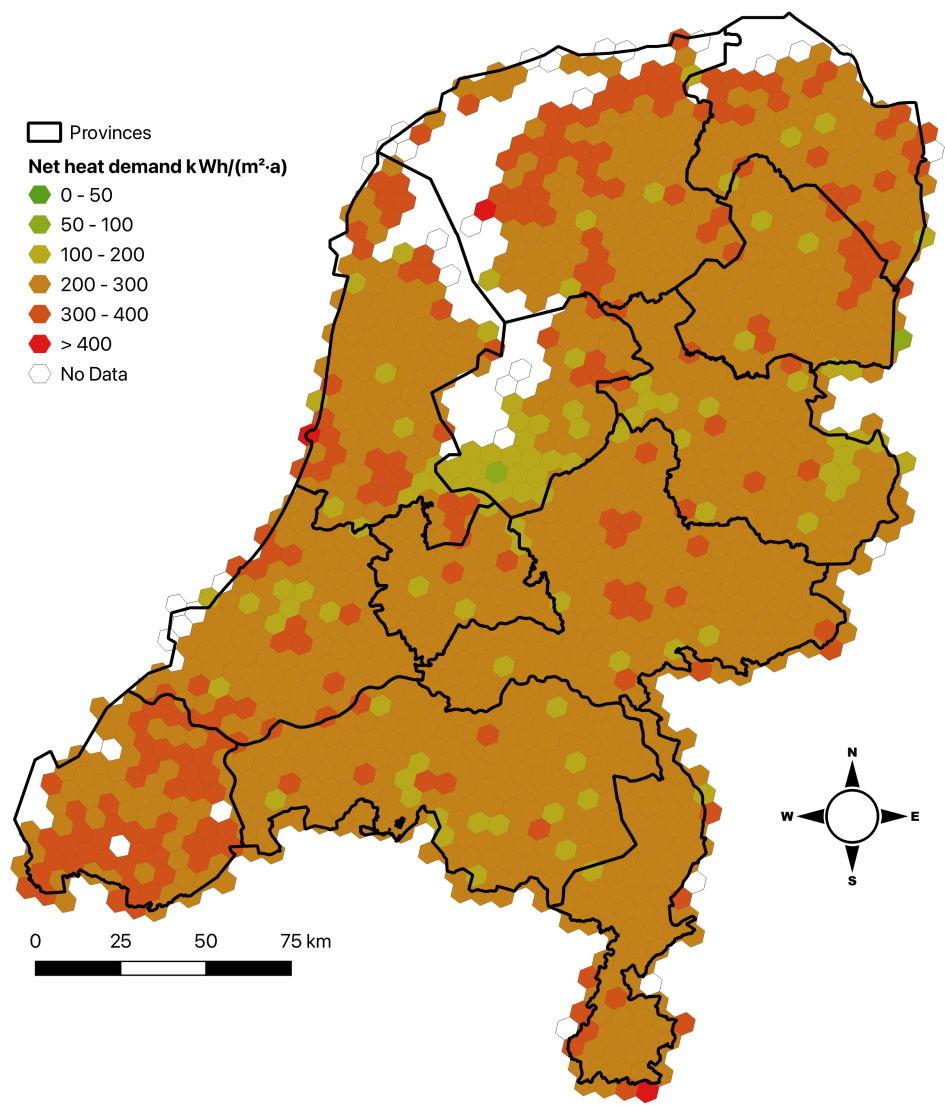 Provinces
Net heat demand kWh/(m²·a)
0 - 50
50 - 100
100 - 200
200 - 300
300 - 400
> 400
No Data
N
W E
S
0 25 50 75 km